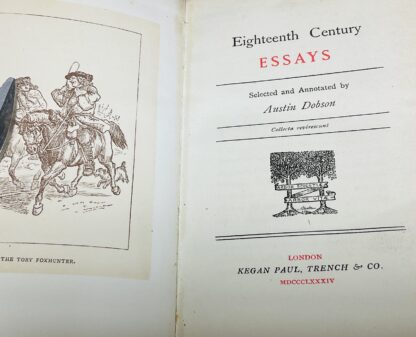 THE TORY FOXHUNTER.
Eighteenth Century
ESSAYS
Selected and Annotated by
Austin Dobson
Collecta revirescunt
LONDON
KEGAN PAUL, TRENCH & CO.
MDCCCLXXXIV